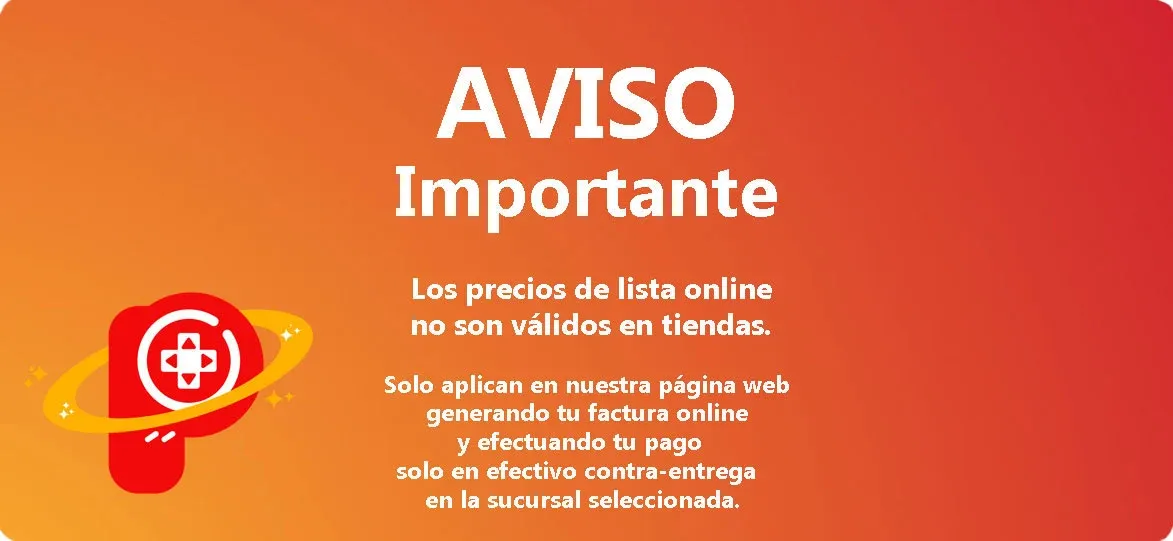 AVISO
Importante
Los precios de lista online
no son válidos en tiendas.
Solo aplican en nuestra página web
generando tu factura online
y efectuando tu pago
solo en efectivo contra-entrega
en la sucursal seleccionada.